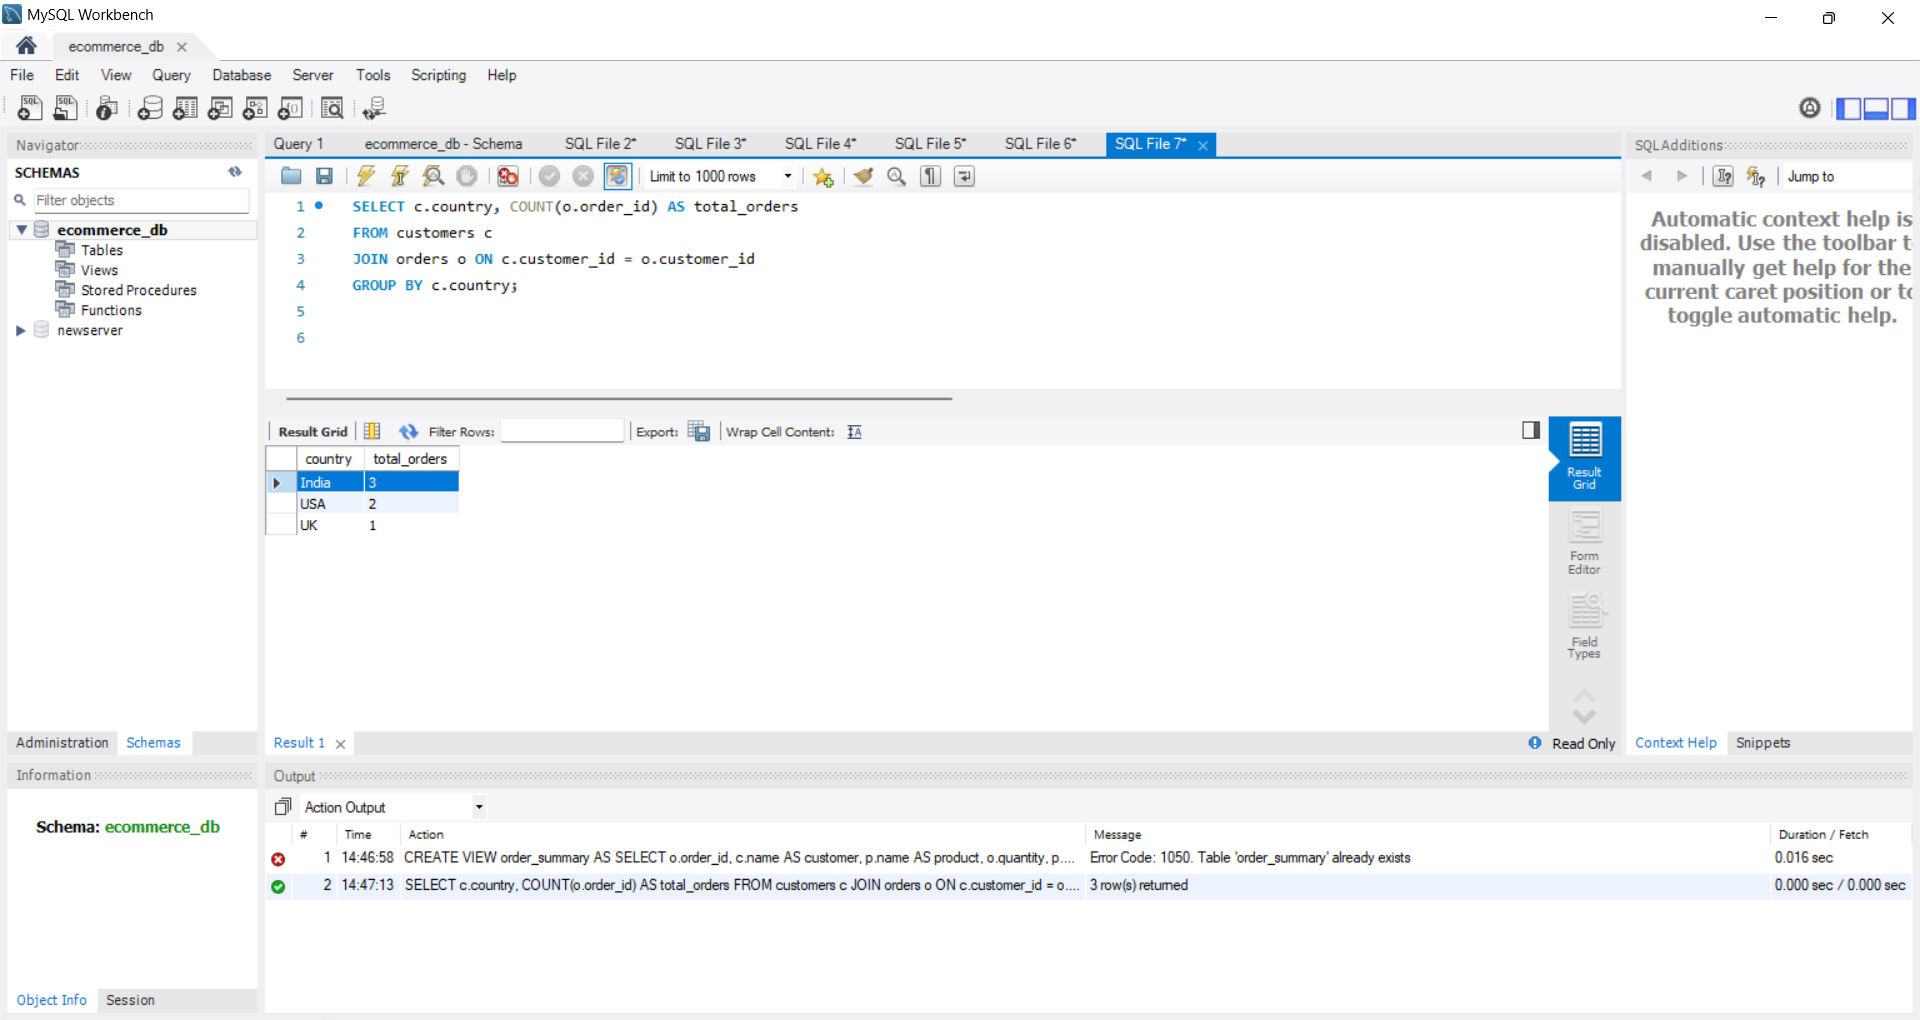 MySQL Workbench
ecommerce_db
File Edit View Query Database Server Tools Scripting Help
Navigator
SCHEMAS
Filter objects
ecommerce_db
Tables
Views
Stored Procedures
Functions
newserver
Administration Schemas
Information
Schema: ecommerce_db
Object Info Session
Query 1 ecommerce_db - Schema SQL File 2* SQL File 3* SQL File 4* SQL File 5* SQL File 6* SQL File 7*
Limit to 1000 rows
1 SELECT c.country, COUNT(o.order_id) AS total_orders
2 FROM customers c
3 JOIN orders o ON c.customer_id = o.customer_id
4 GROUP BY c.country;
5
6
Result Grid Filter Rows: Export: Wrap Cell Content:
country total_orders
India 3
USA 2
UK 1
Result
Grid
Form
Editor
Field
Types
Result 1 Read Only
SQLAdditions
Jump to
Automatic context help is
disabled. Use the toolbar t
manually get help for the
current caret position or to
toggle automatic help.
Context Help Snippets
Output
Action Output
# Time Action Message Duration / Fetch
1 14:46:58 CREATE VIEW order_summary AS SELECT o.order_id, c.name AS customer, p.name AS product, o.quantity, p.... Error Code: 1050. Table 'order_summary' already exists 0.016 sec
2 14:47:13 SELECT c.country, COUNT(o.order_id) AS total_orders FROM customers c JOIN orders o ON c.customer_id = o.... 3 row(s) returned 0.000 sec / 0.000 sec